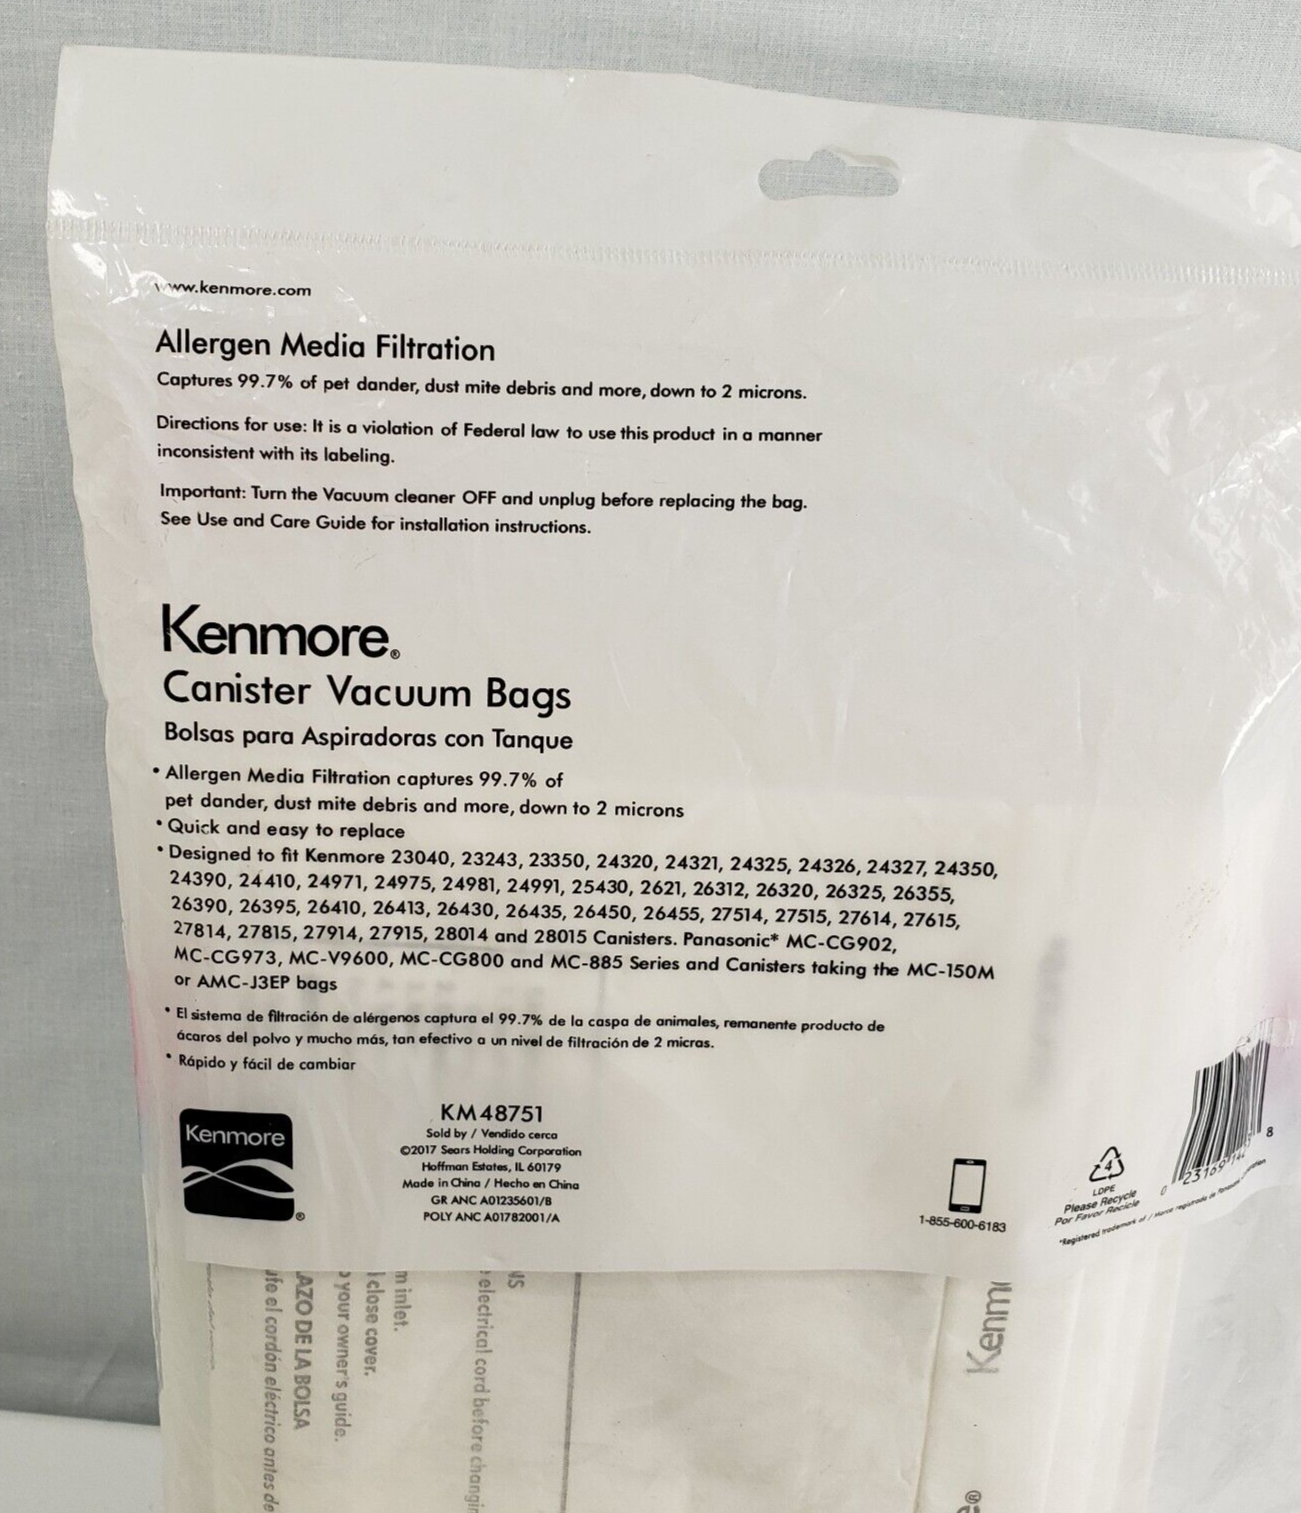 www.kenmore.com
Allergen Media Filtration
Captures 99.7% of pet dander, dust mite debris and more, down to 2 microns.
Directions for use: It is a violation of Federal law to use this product in a manner
inconsistent with its labeling.
Important: Turn the Vacuum cleaner OFF and unplug before replacing the bag.
See Use and Care Guide for installation instructions.
Kenmore®
Canister Vacuum Bags
Bolsas para Aspiradoras con Tanque
• Allergen Media Filtration captures 99.7% of
pet dander, dust mite debris and more, down to 2 microns
• Quick and easy to replace
• Designed to fit Kenmore 23040, 23243, 23350, 24320, 24321, 24325, 24326, 24327, 24350,
24390, 24410, 24971, 24975, 24981, 24991, 25430, 2621, 26312, 26320, 26325, 26355,
26390, 26395, 26410, 26413, 26430, 26435, 26450, 26455, 27514, 27515, 27614, 27615,
27814, 27815, 27914, 27915, 28014 and 28015 Canisters. Panasonic* MC-CG902,
MC-CG973, MC-V9600, MC-CG800 and MC-885 Series and Canisters taking the MC-150M
or AMC-J3EP bags
• El sistema de filtración de alérgenos captura el 99.7% de la caspa de animales, remanente producto de
ácaros del polvo y mucho más, tan efectivo a un nivel de filtración de 2 micras.
• Rápido y fácil de cambiar
Kenmore®
KM48751
Sold by / Vendido cerca
©2017 Sears Holding Corporation
Hoffman Estates, IL 60179
Made in China / Hecho en China
GR ANC A01235601/B
POLY ANC A01782001/A
1-855-600-6183
4
LDPE
Please Recycle
Por Favor Recicle
*Registered trademark of / Marca registrada de
0 23169 8
NS
electrical cord before changin
m inlet.
close cover.
your owner's guide.
AZO DE LA BOLSA
el cordón eléctrico antes de
Kenm
e®